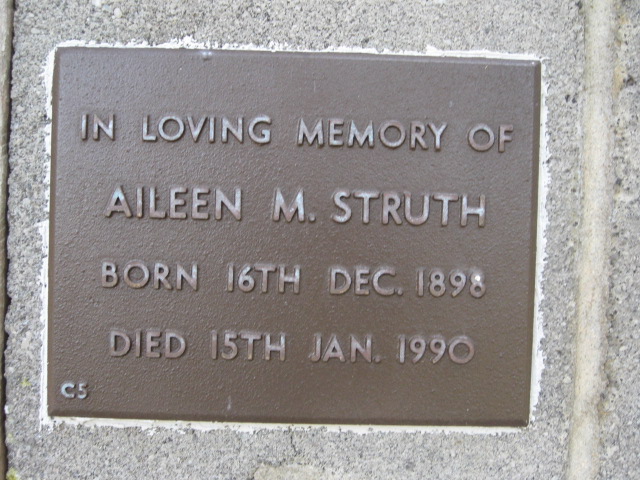 IN LOVING MEMORY OF
AILEEN M. STRUTH
BORN 16TH DEC. 1898
DIED 15TH JAN. 1990
C5